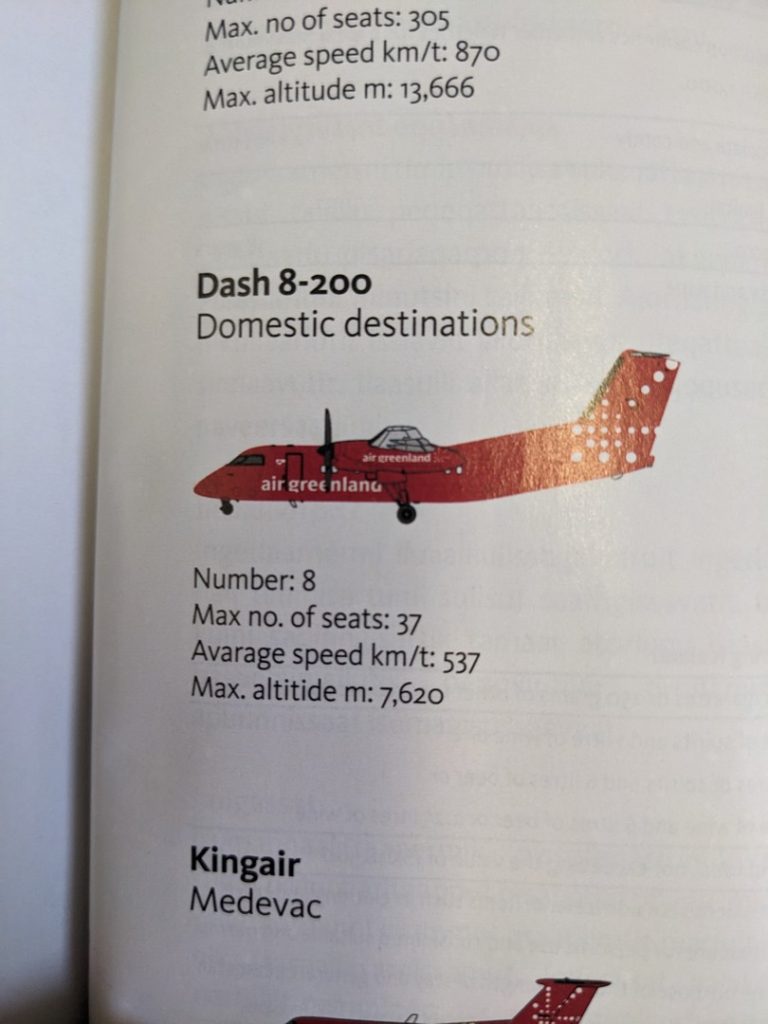 Max. no of seats: 305
Average speed km/t: 870
Max. altitude m: 13,666
Dash 8-200
Domestic destinations
air greenland
air greenland
Number: 8
Max no. of seats: 37
Avarage speed km/t: 537
Max. altitide m: 7,620
Kingair
Medevac